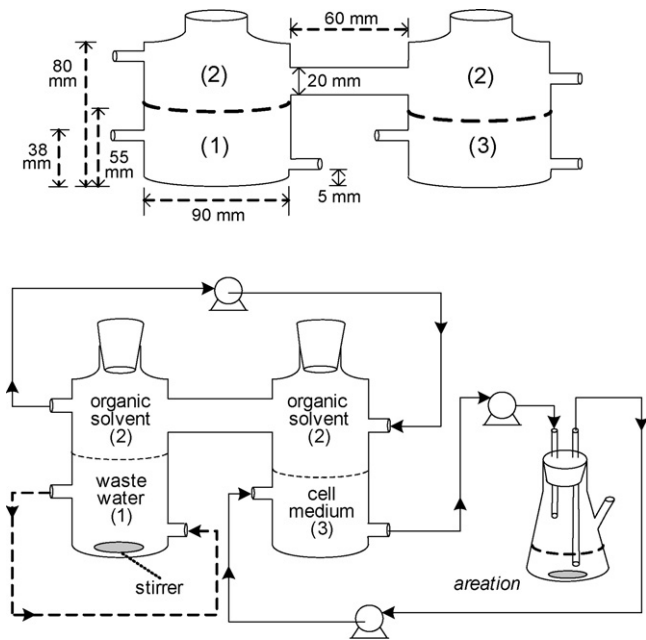 60 mm
80
mm
(2)
(2)
20 mm
38
mm
55
mm
(1)
(3)
5 mm
90 mm
organic
solvent
(2)
organic
solvent
(2)
waste
water
(1)
cell
medium
(3)
stirrer
areation